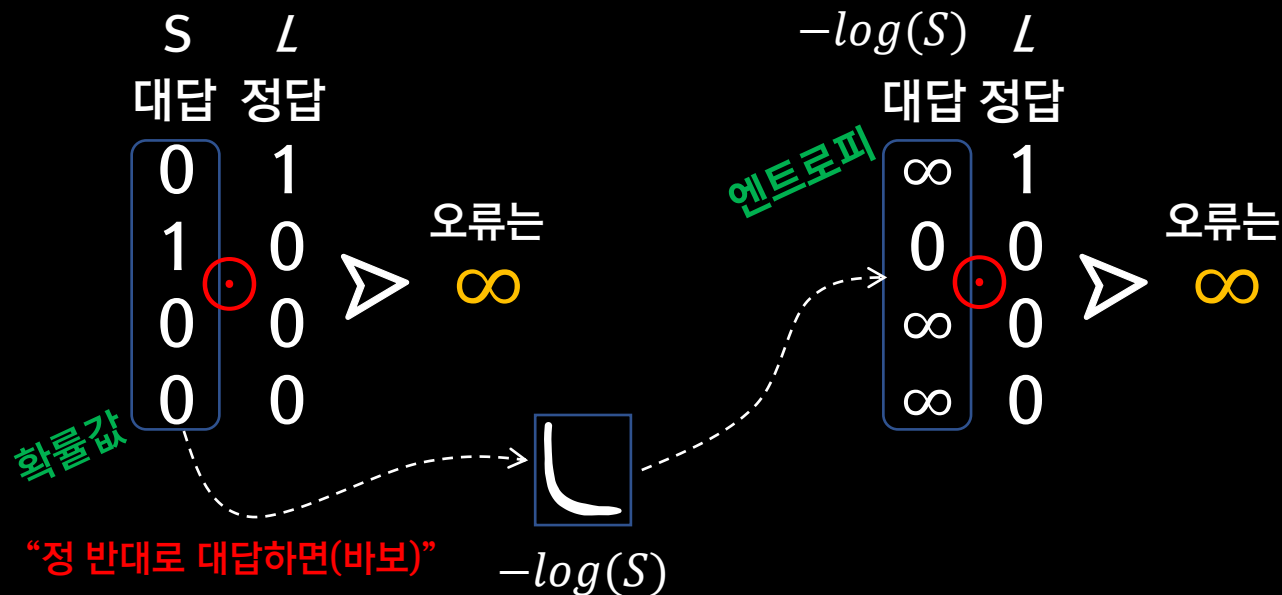 S L
대답 정답
0 1
1 0
0 0
0 0
⊙
오류는
∞
확률값
"정 반대로 대답하면(바보)"
−log(S)
엔트로피
−log(S) L
대답 정답
∞ 1
0 0
∞ 0
∞ 0
⊙
오류는
∞